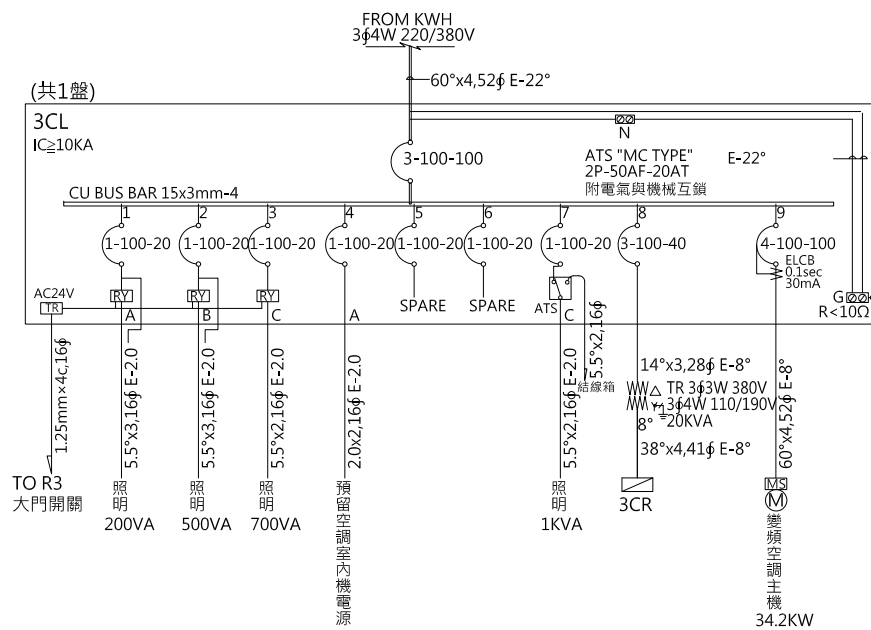 FROM KWH
3ϕ4W 220/380V
60°x4,52ϕ E-22°
(共1盤)
3CL
IC≧10KA
N
3-100-100
ATS "MC TYPE"
2P-50AF-20AT
附電氣與機械互鎖
E-22°
CU BUS BAR 15x3mm-4
1 2 3 4 5 6 7 8 9
1-100-20 1-100-20 1-100-20 1-100-20 1-100-20 1-100-20 1-100-20 3-100-40 4-100-100
ELCB
0.1sec
30mA
AC24V
TR
RY RY RY
SPARE SPARE
ATS
G
R<10Ω
A B C A C
1.25mm×4c,16ϕ
5.5°x3,16ϕ E-2.0
5.5°x3,16ϕ E-2.0
5.5°x2,16ϕ E-2.0
2.0x2,16ϕ E-2.0
5.5°x2,16ϕ E-2.0
5.5°x2,16ϕ
結線箱
14°x3,28ϕ E-8°
△ TR 3ϕ3W 380V
3ϕ4W 110/190V
20KVA
8°
38°x4,41ϕ E-8°
60°x4,52ϕ E-8°
TO R3
大門開關
照明
200VA
照明
500VA
照明
700VA
預留空調室內機電源
照明
1KVA
3CR
MS
M
變頻空調主機
34.2KW